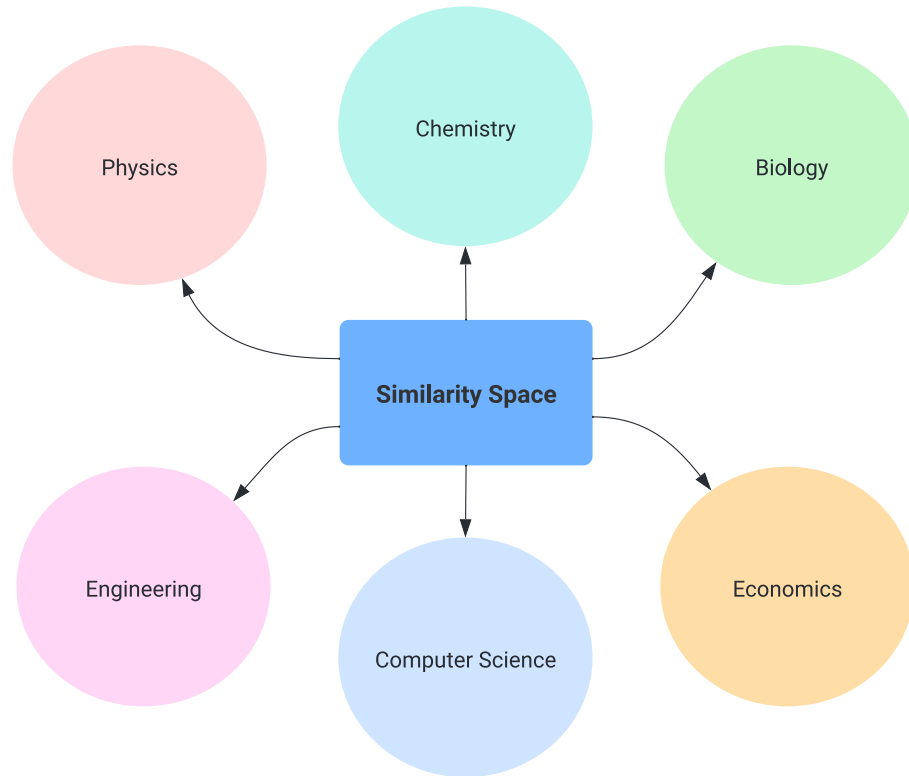 Physics
Chemistry
Biology
Similarity Space
Engineering
Computer Science
Economics